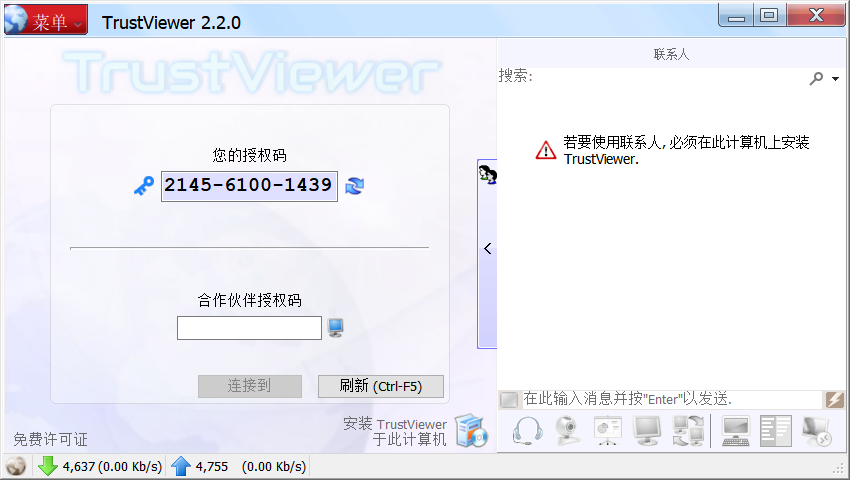 菜单
TrustViewer 2.2.0
TrustViewer
您的授权码
2145-6100-1439
合作伙伴授权码
连接到
刷新 (Ctrl-F5)
免费许可证
安装 TrustViewer
于此计算机
联系人
搜索:
若要使用联系人, 必须在此计算机上安装
TrustViewer.
在此输入消息并按"Enter"以发送.
4,637 (0.00 Kb/s)
4,755 (0.00 Kb/s)